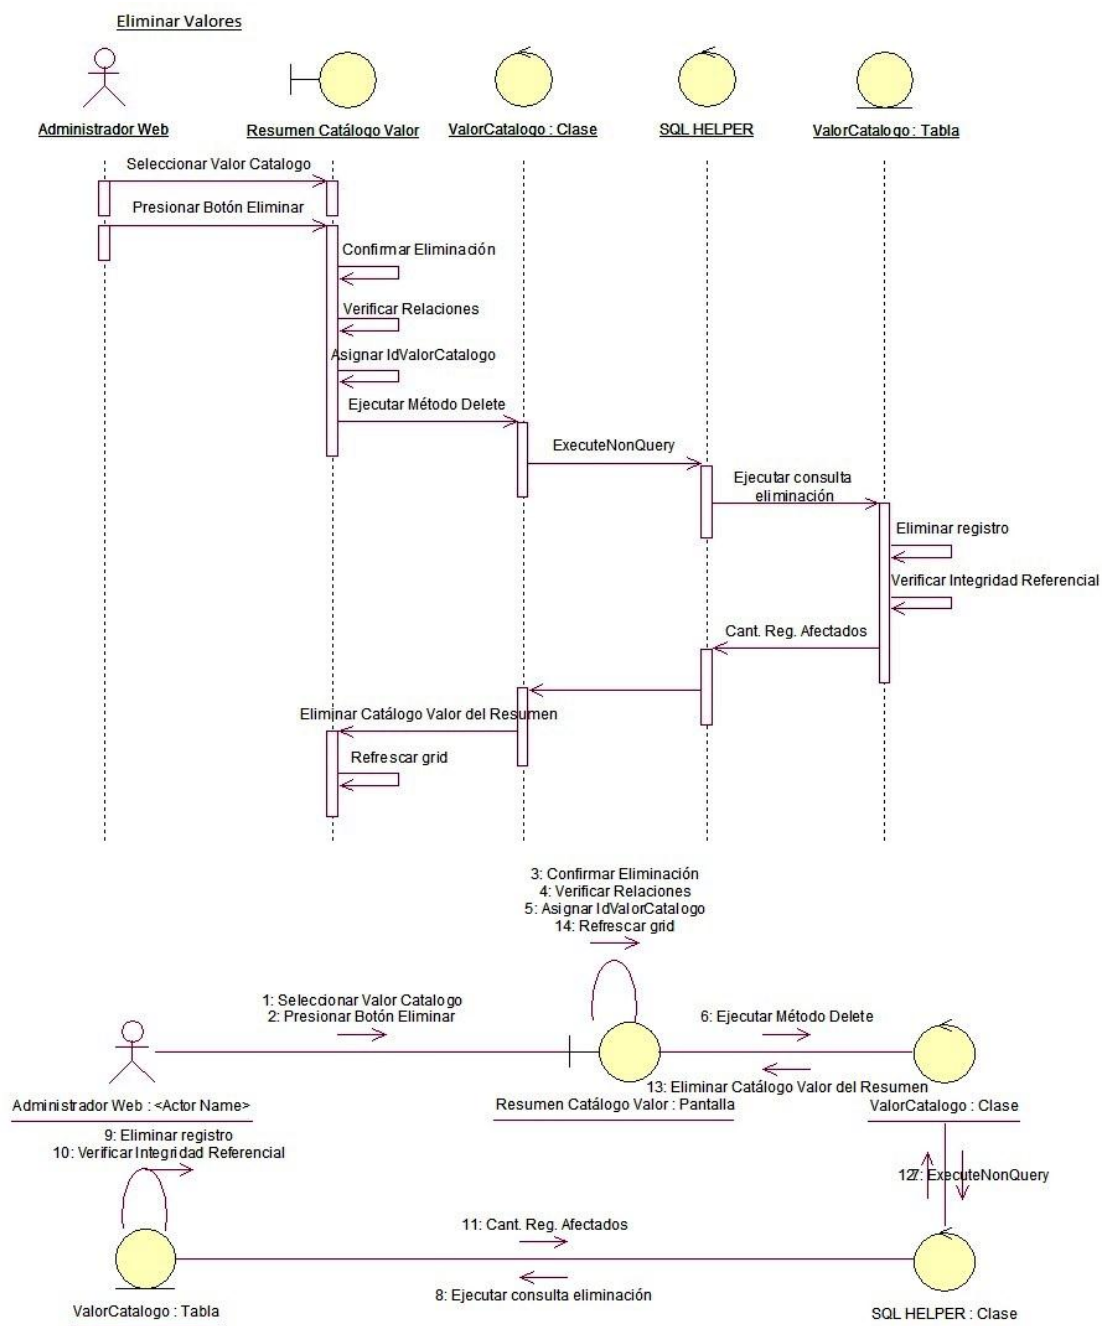 Eliminar Valores
Administrador Web
Resumen Catálogo Valor
ValorCatalogo : Clase
SQL HELPER
ValorCatalogo : Tabla
Seleccionar Valor Catalogo
Presionar Botón Eliminar
Confirmar Eliminación
Verificar Relaciones
Asignar IdValorCatalogo
Ejecutar Método Delete
ExecuteNonQuery
Ejecutar consulta
eliminación
Eliminar registro
Verificar Integridad Referencial
Cant. Reg. Afectados
Eliminar Catálogo Valor del Resumen
Refrescar grid
3: Confirmar Eliminación
4: Verificar Relaciones
5: Asignar IdValorCatalogo
14: Refrescar grid
1: Seleccionar Valor Catalogo
2: Presionar Botón Eliminar
6: Ejecutar Método Delete
13: Eliminar Catálogo Valor del Resumen
Administrador Web : <Actor Name>
Resumen Catálogo Valor : Pantalla
ValorCatalogo : Clase
9: Eliminar registro
10: Verificar Integridad Referencial
12:
7: ExecuteNonQuery
11: Cant. Reg. Afectados
8: Ejecutar consulta eliminación
ValorCatalogo : Tabla
SQL HELPER : Clase